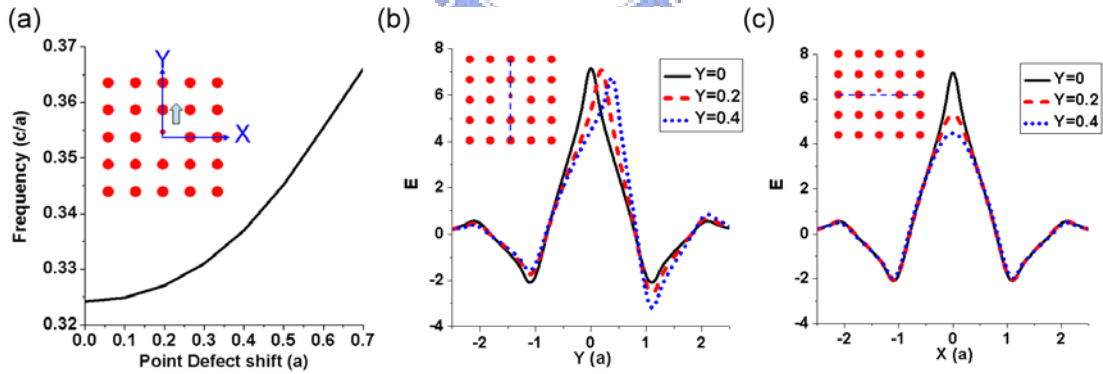 (a)
Frequency (c/a)
0.37
0.36
0.35
0.34
0.33
0.32
Y
X
0.0 0.1 0.2 0.3 0.4 0.5 0.6 0.7
Point Defect shift (a)
(b)
E
8
6
4
2
0
-2
-4
Y=0
Y=0.2
Y=0.4
-2 -1 0 1 2
Y (a)
(c)
E
8
6
4
2
0
-2
-4
Y=0
Y=0.2
Y=0.4
-2 -1 0 1 2
X (a)